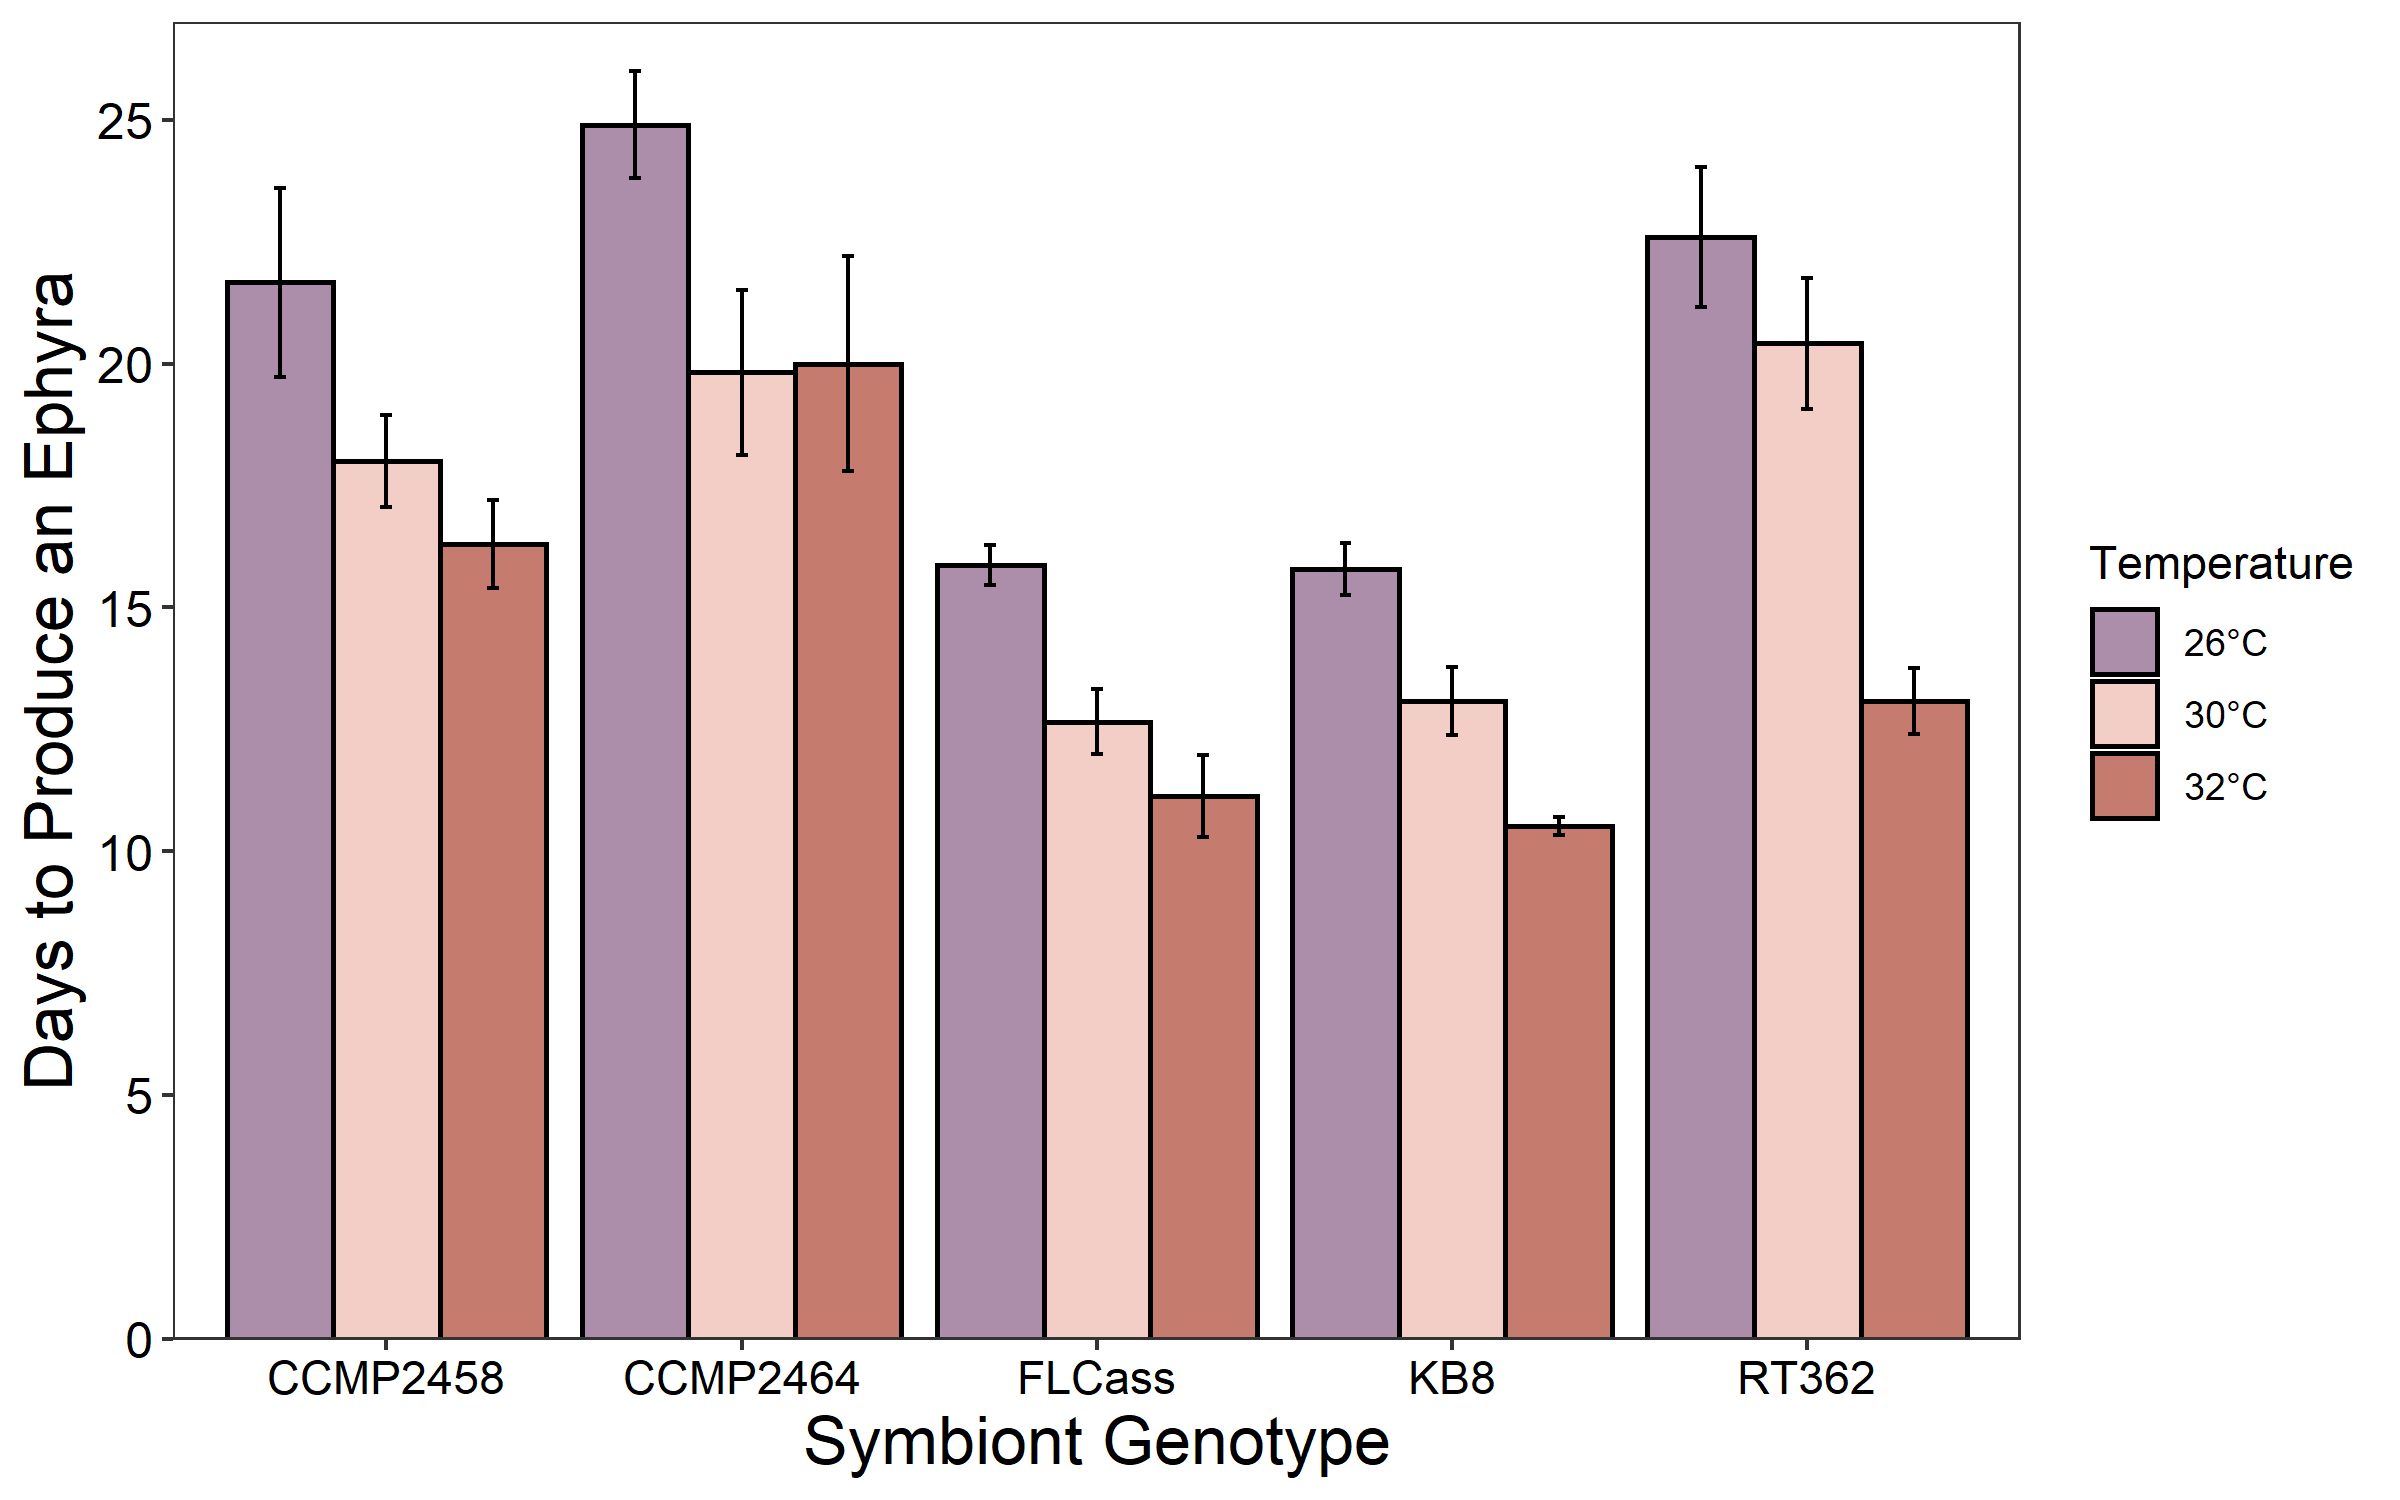 Days to Produce an Ephyra
25
20
15
10
5
0
CCMP2458 CCMP2464 FLCass KB8 RT362
Symbiont Genotype
Temperature
26°C
30°C
32°C